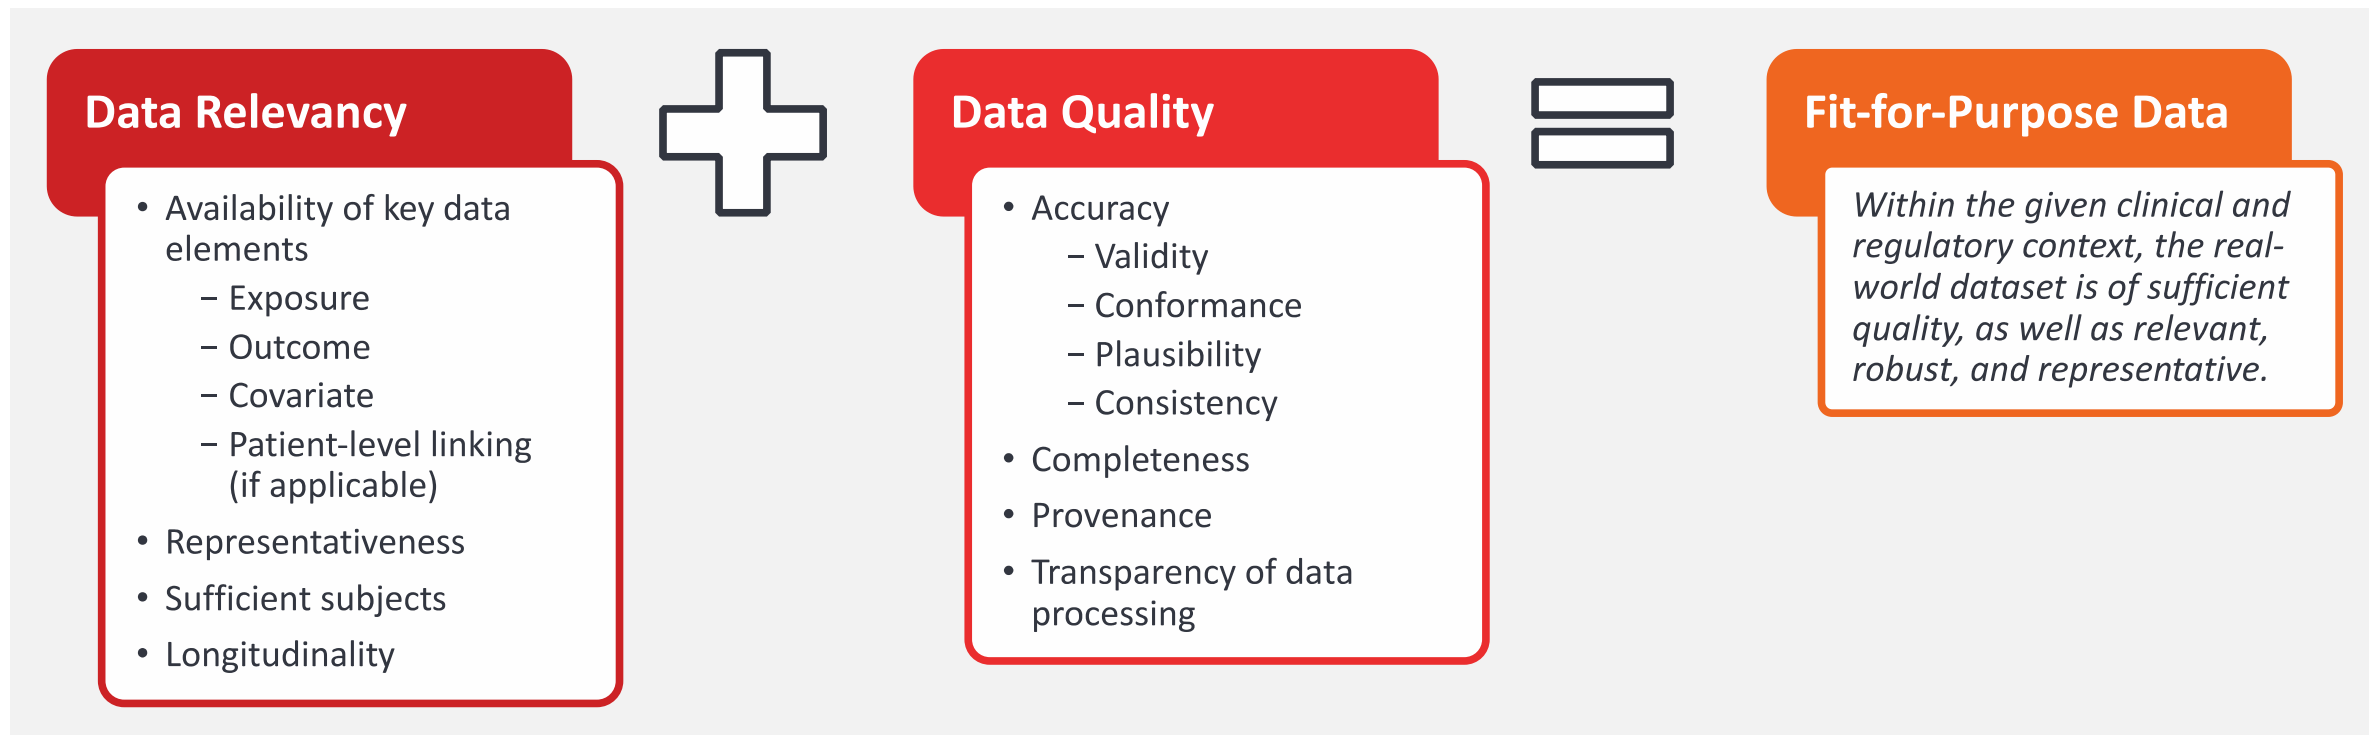 Data Relevancy
• Availability of key data
elements
– Exposure
– Outcome
– Covariate
– Patient-level linking
(if applicable)
• Representativeness
• Sufficient subjects
• Longitudinality
Data Quality
• Accuracy
– Validity
– Conformance
– Plausibility
– Consistency
• Completeness
• Provenance
• Transparency of data
processing
Fit-for-Purpose Data
Within the given clinical and
regulatory context, the real-
world dataset is of sufficient
quality, as well as relevant,
robust, and representative.